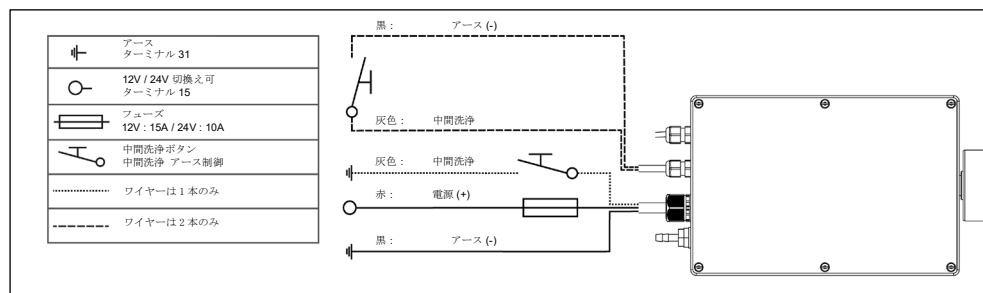 アース
ターミナル 31
12V / 24V 切換え可
ターミナル 15
フューズ
12V : 15A / 24V : 10A
中間洗浄ボタン
中間洗浄 アース制御
ワイヤーは 1 本のみ
ワイヤーは 2 本のみ
黒 : アース (-)
灰色 : 中間洗浄
灰色 : 中間洗浄
赤 : 電源 (+)
黒 : アース (-)